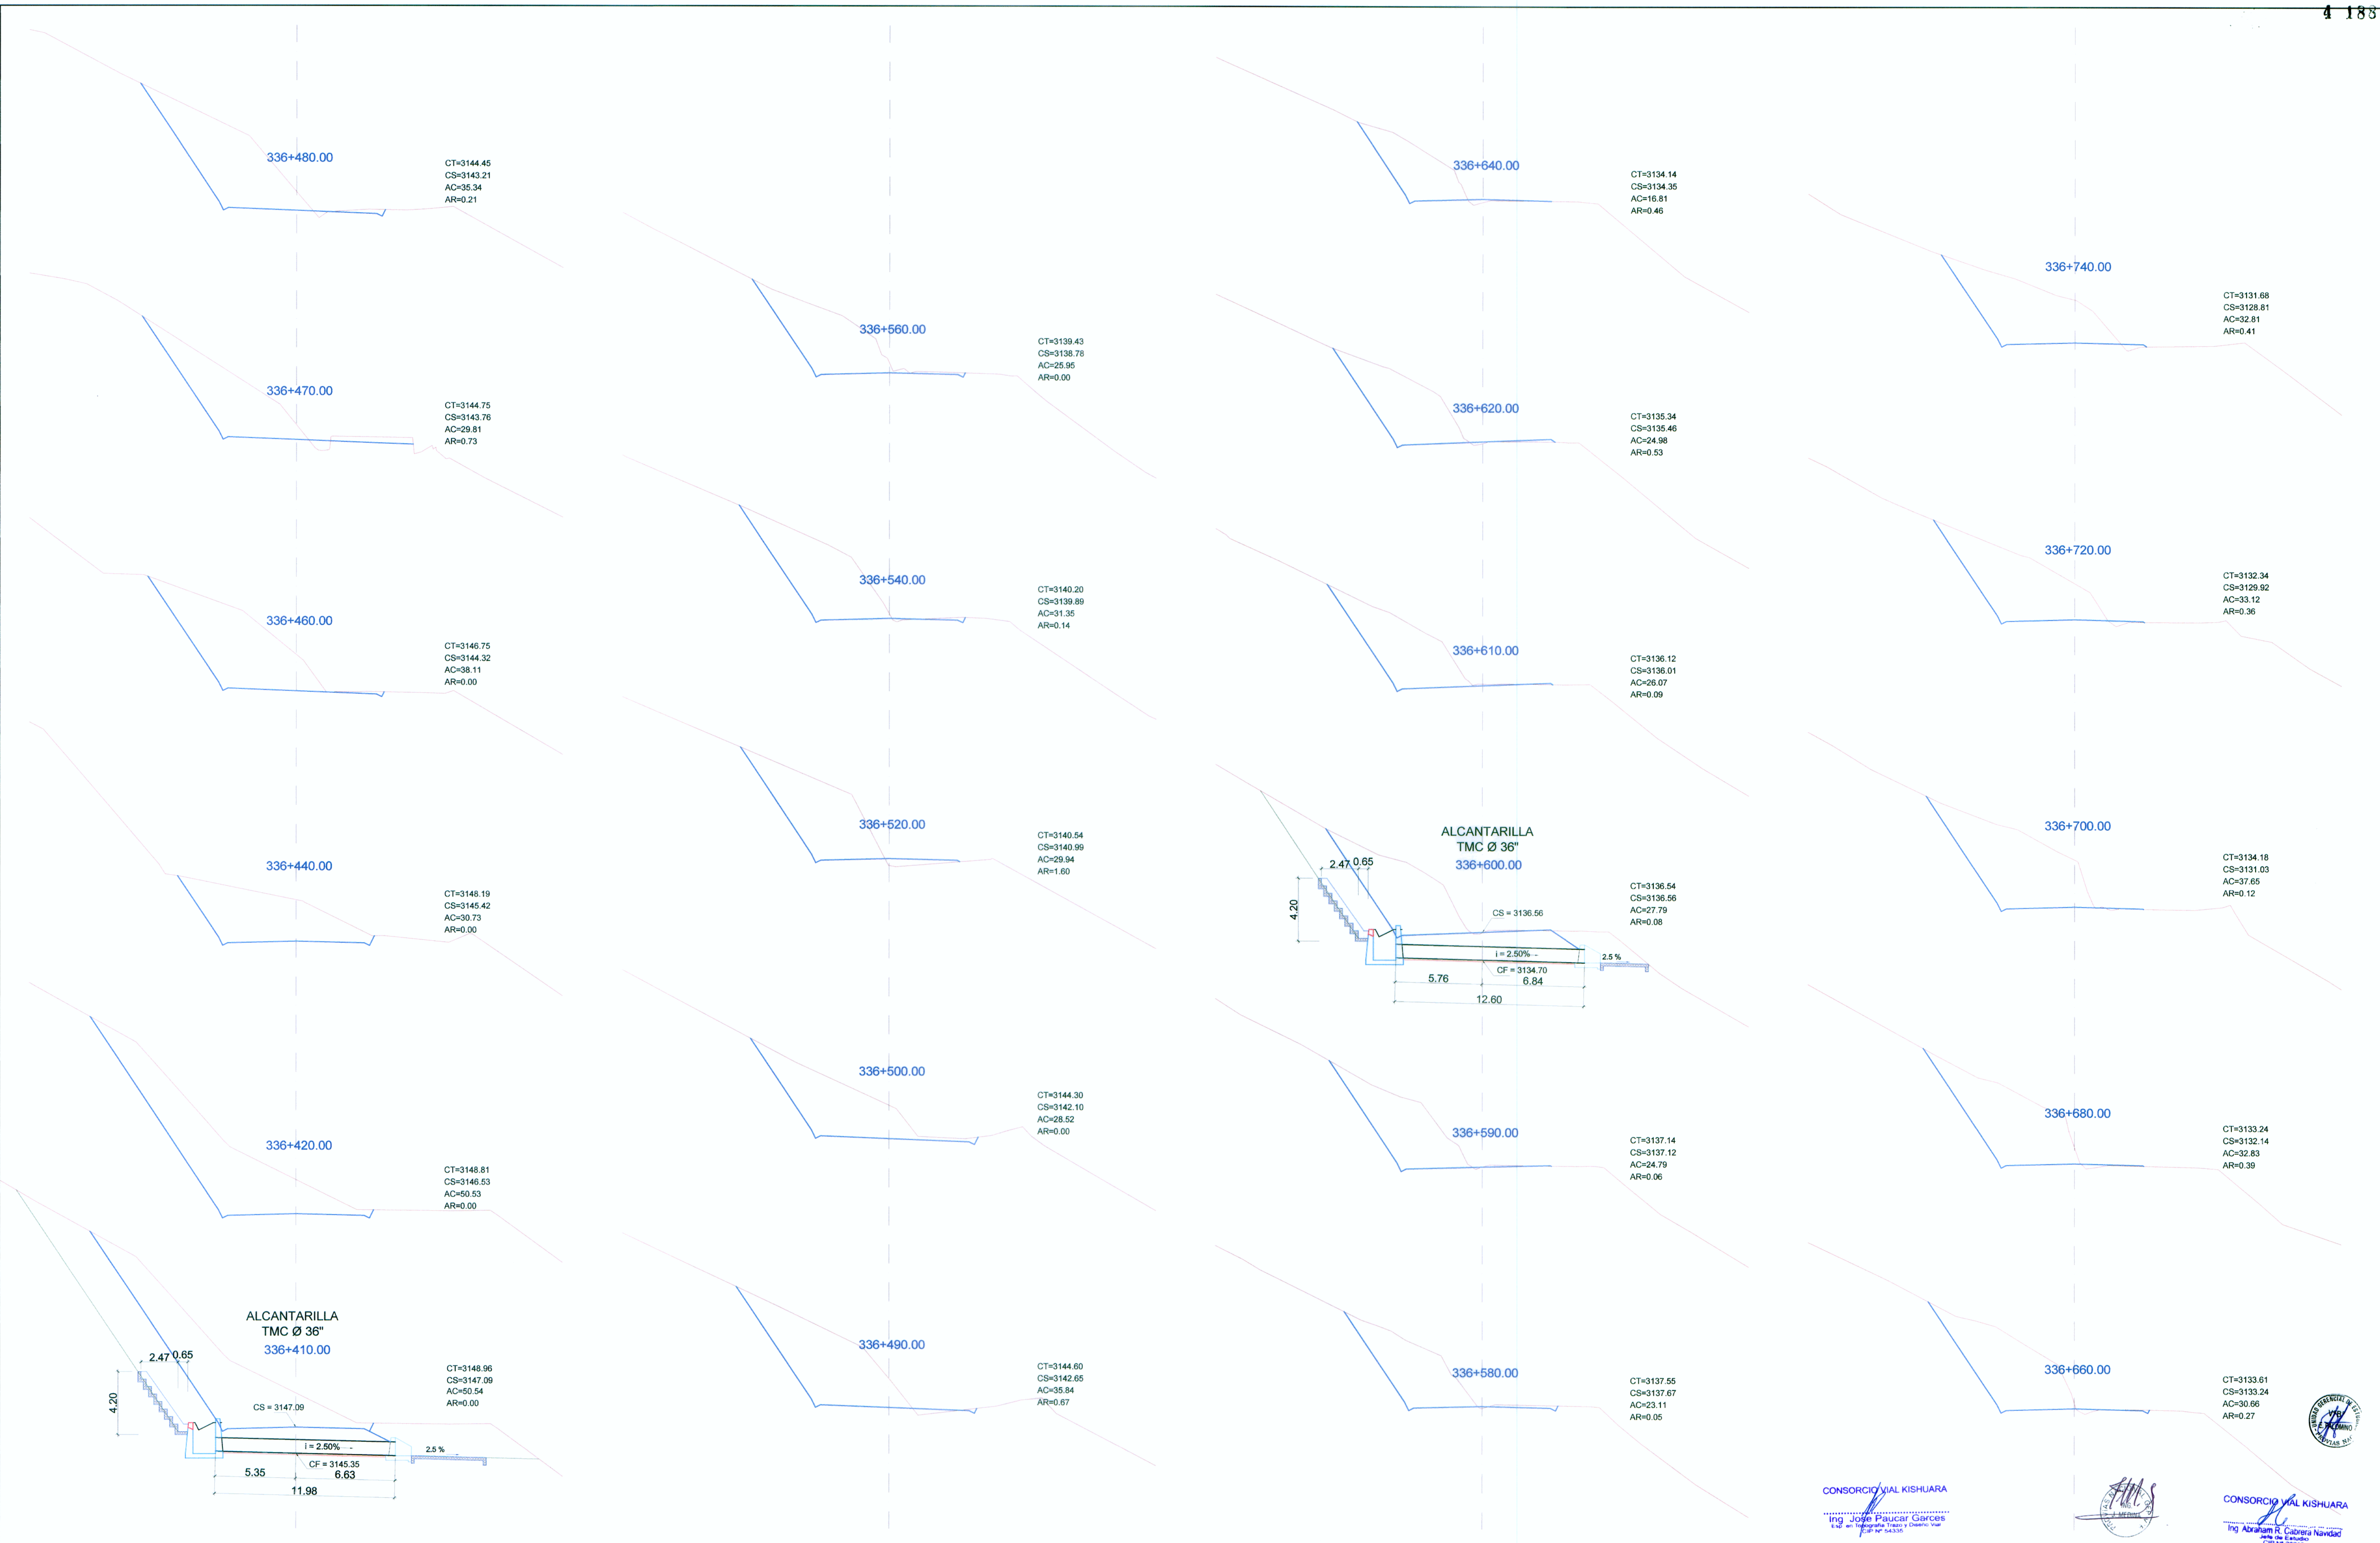 4 188
336+480.00
CT=3144.45
CS=3143.21
AC=35.34
AR=0.21
336+470.00
CT=3144.75
CS=3143.76
AC=29.81
AR=0.73
336+460.00
CT=3146.75
CS=3144.32
AC=38.11
AR=0.00
336+440.00
CT=3148.19
CS=3145.42
AC=30.73
AR=0.00
336+420.00
CT=3148.81
CS=3146.53
AC=50.53
AR=0.00
ALCANTARILLA
TMC Ø 36"
336+410.00
2.47 0.65
4.20
CS = 3147.09
i = 2.50%
2.5 %
CF = 3145.35
5.35
6.63
11.98
CT=3148.96
CS=3147.09
AC=50.54
AR=0.00
336+560.00
CT=3139.43
CS=3138.78
AC=25.95
AR=0.00
336+540.00
CT=3140.20
CS=3139.89
AC=31.35
AR=0.14
336+520.00
CT=3140.54
CS=3140.99
AC=29.94
AR=1.60
336+500.00
CT=3144.30
CS=3142.10
AC=28.52
AR=0.00
336+490.00
CT=3144.60
CS=3142.65
AC=35.84
AR=0.67
336+640.00
CT=3134.14
CS=3134.35
AC=16.81
AR=0.46
336+620.00
CT=3135.34
CS=3135.46
AC=24.98
AR=0.53
336+610.00
CT=3136.12
CS=3136.01
AC=26.07
AR=0.09
ALCANTARILLA
TMC Ø 36"
336+600.00
2.47 0.65
4.20
CS = 3136.56
i = 2.50%
2.5 %
CF = 3134.70
5.76
6.84
12.60
CT=3136.54
CS=3136.56
AC=27.79
AR=0.08
336+590.00
CT=3137.14
CS=3137.12
AC=24.79
AR=0.06
336+580.00
CT=3137.55
CS=3137.67
AC=23.11
AR=0.05
336+740.00
CT=3131.68
CS=3128.81
AC=32.81
AR=0.41
336+720.00
CT=3132.34
CS=3129.92
AC=33.12
AR=0.36
336+700.00
CT=3134.18
CS=3131.03
AC=37.65
AR=0.12
336+680.00
CT=3133.24
CS=3132.14
AC=32.83
AR=0.39
336+660.00
CT=3133.61
CS=3133.24
AC=30.66
AR=0.27
CONSORCIO VIAL KISHUARA
Ing José Paucar Garces
Esp. en Topografia Trazo y Diseño Vial
CIP Nº 54335
ING.
J. MEDINA
CONSORCIO VIAL KISHUARA
Ing Abraham R. Cabrera Navidad
Jefe de Estudio